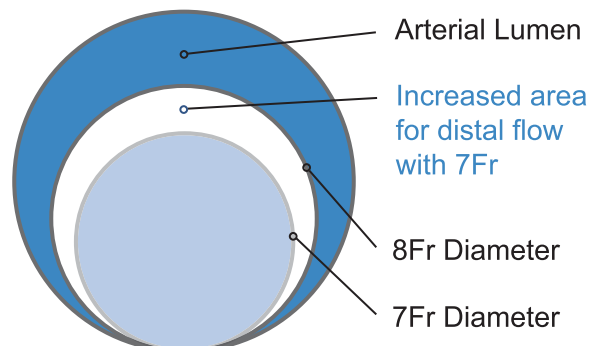 Arterial Lumen
Increased area
for distal flow
with 7Fr
8Fr Diameter
7Fr Diameter